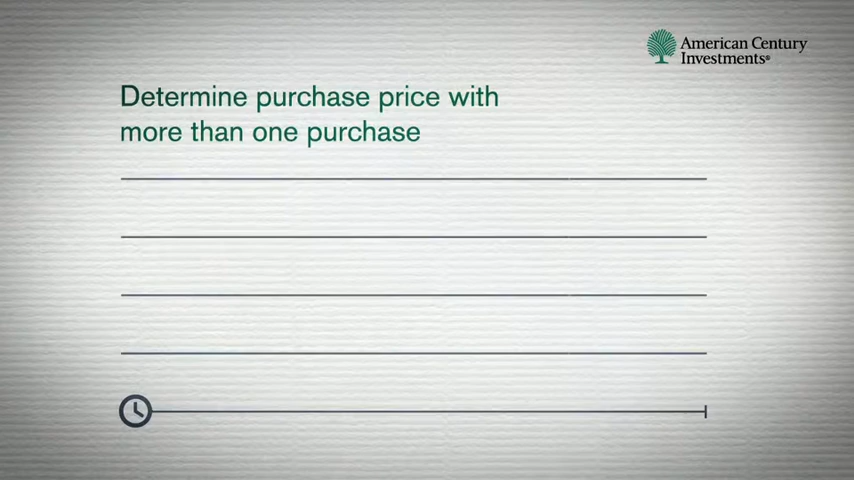 American Century
Investments®
Determine purchase price with
more than one purchase